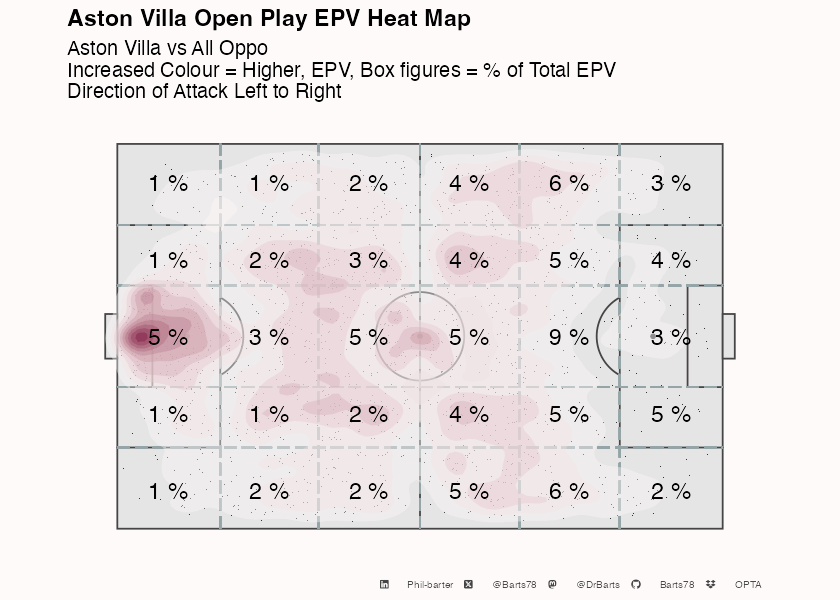 Aston Villa Open Play EPV Heat Map
Aston Villa vs All Oppo
Increased Colour = Higher, EPV, Box figures = % of Total EPV
Direction of Attack Left to Right
1 % 1 % 2 % 4 % 6 % 3 %
1 % 2 % 3 % 4 % 5 % 4 %
5 % 3 % 5 % 5 % 9 % 3 %
1 % 1 % 2 % 4 % 5 % 5 %
1 % 2 % 2 % 5 % 6 % 2 %
Phil-barter @Barts78 @DrBarts Barts78 OPTA